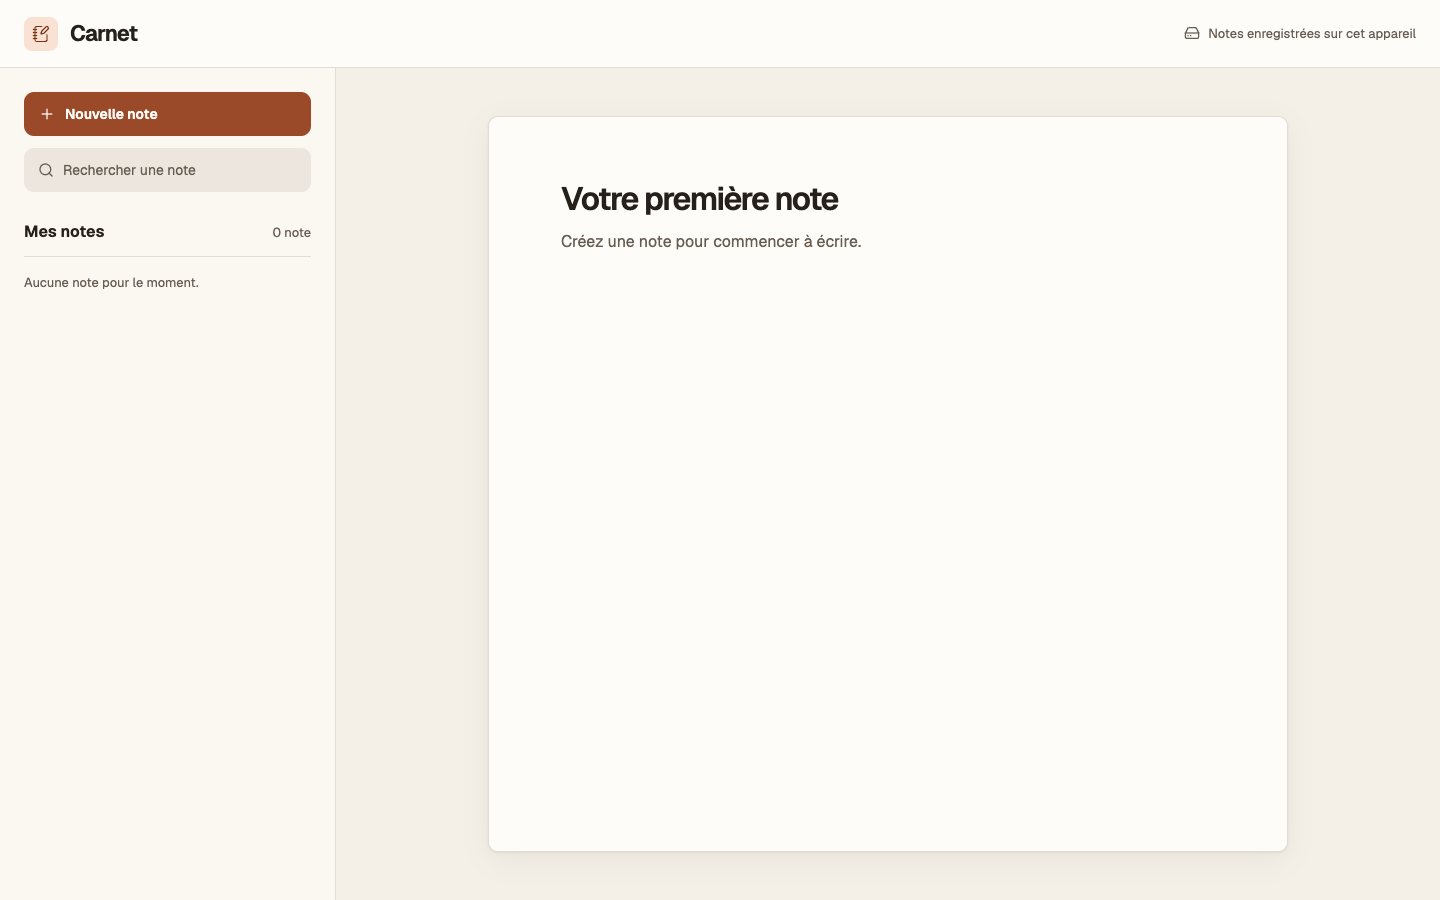 Carnet
Notes enregistrées sur cet appareil
Nouvelle note
Rechercher une note
Mes notes
0 note
Aucune note pour le moment.
Votre première note
Créez une note pour commencer à écrire.